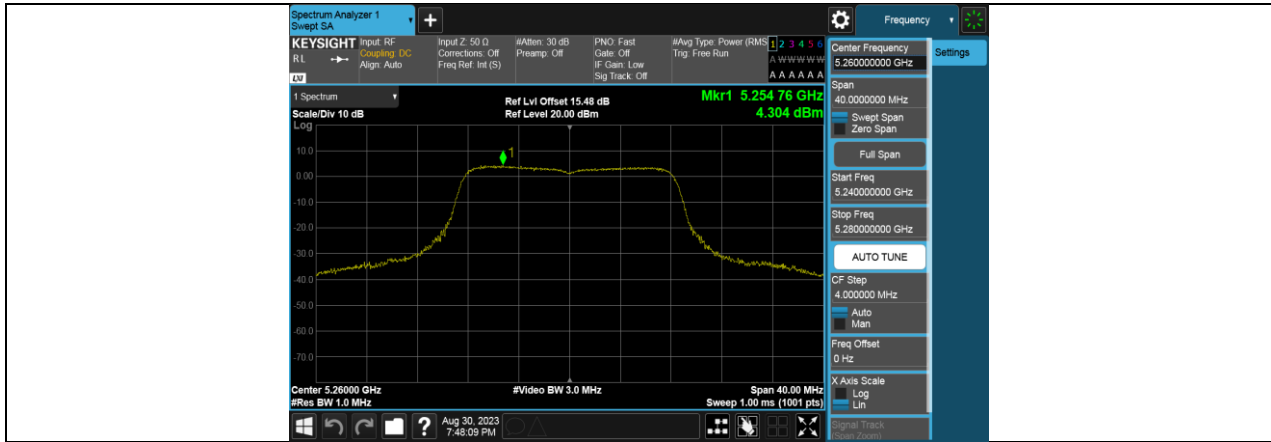 Spectrum Analyzer 1
Swept SA
+
Frequency
KEYSIGHT
RL
LXI
Input: RF
Coupling: DC
Align: Auto
Input Z: 50 Ω
Corrections: Off
Freq Ref: Int (S)
#Atten: 30 dB
Preamp: Off
PNO: Fast
Gate: Off
IF Gain: Low
Sig Track: Off
#Avg Type: Power (RMS
Trig: Free Run
1 2 3 4 5 6
A W W W W W
A A A A A A
1 Spectrum
Scale/Div 10 dB
Ref Lvl Offset 15.48 dB
Ref Level 20.00 dBm
Mkr1 5.254 76 GHz
4.304 dBm
Log
10.0
0.00
-10.0
-20.0
-30.0
-40.0
-50.0
-60.0
-70.0
1
Center 5.26000 GHz
#Res BW 1.0 MHz
#Video BW 3.0 MHz
Span 40.00 MHz
Sweep 1.00 ms (1001 pts)
Center Frequency
5.260000000 GHz
Settings
Span
40.0000000 MHz
Swept Span
Zero Span
Full Span
Start Freq
5.240000000 GHz
Stop Freq
5.280000000 GHz
AUTO TUNE
CF Step
4.000000 MHz
Auto
Man
Freq Offset
0 Hz
X Axis Scale
Log
Lin
Signal Track
(Span Zoom)
?
Aug 30, 2023
7:48:09 PM